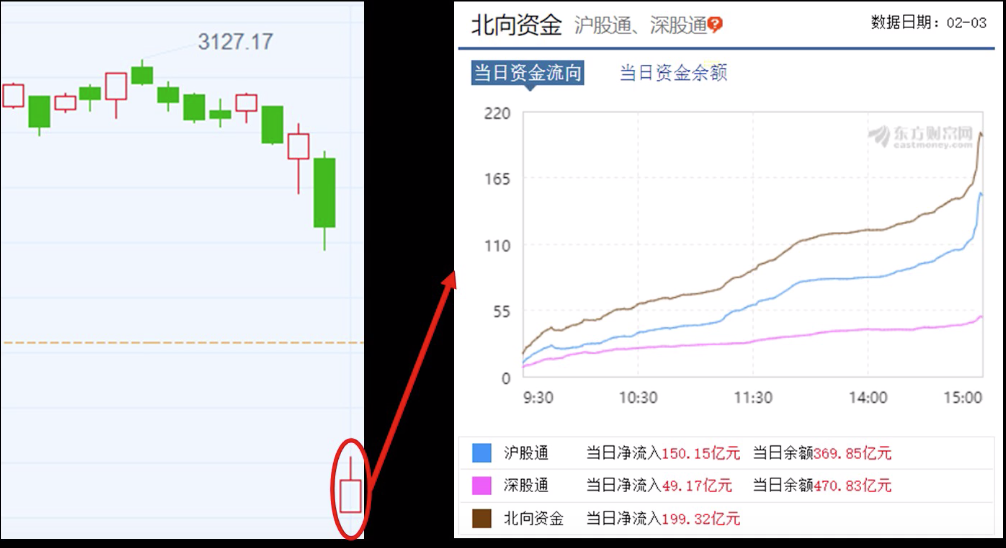 3127.17
北向资金 沪股通、深股通?
数据日期：02-03
当日资金流向 当日资金余额
220
165
110
55
0
东方财富网
eastmoney.com
9:30 10:30 11:30 14:00 15:00
沪股通 当日净流入150.15亿元 当日余额369.85亿元
深股通 当日净流入49.17亿元 当日余额470.83亿元
北向资金 当日净流入199.32亿元